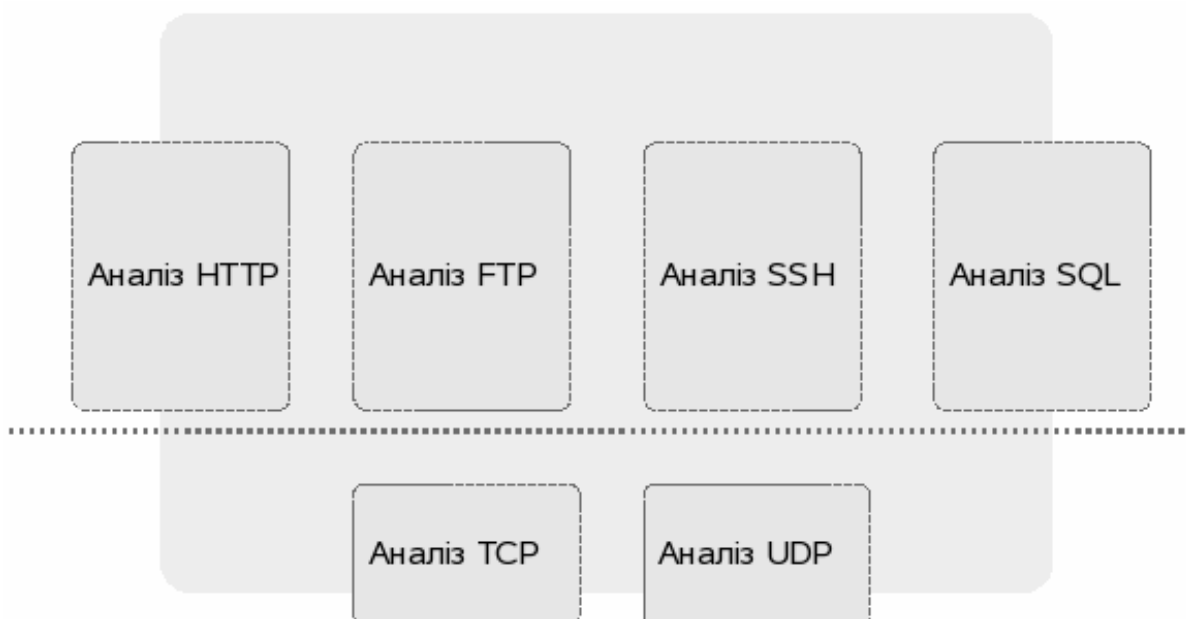 Аналіз HTTP
Аналіз FTP
Аналіз SSH
Аналіз SQL
Аналіз TCP
Аналіз UDP